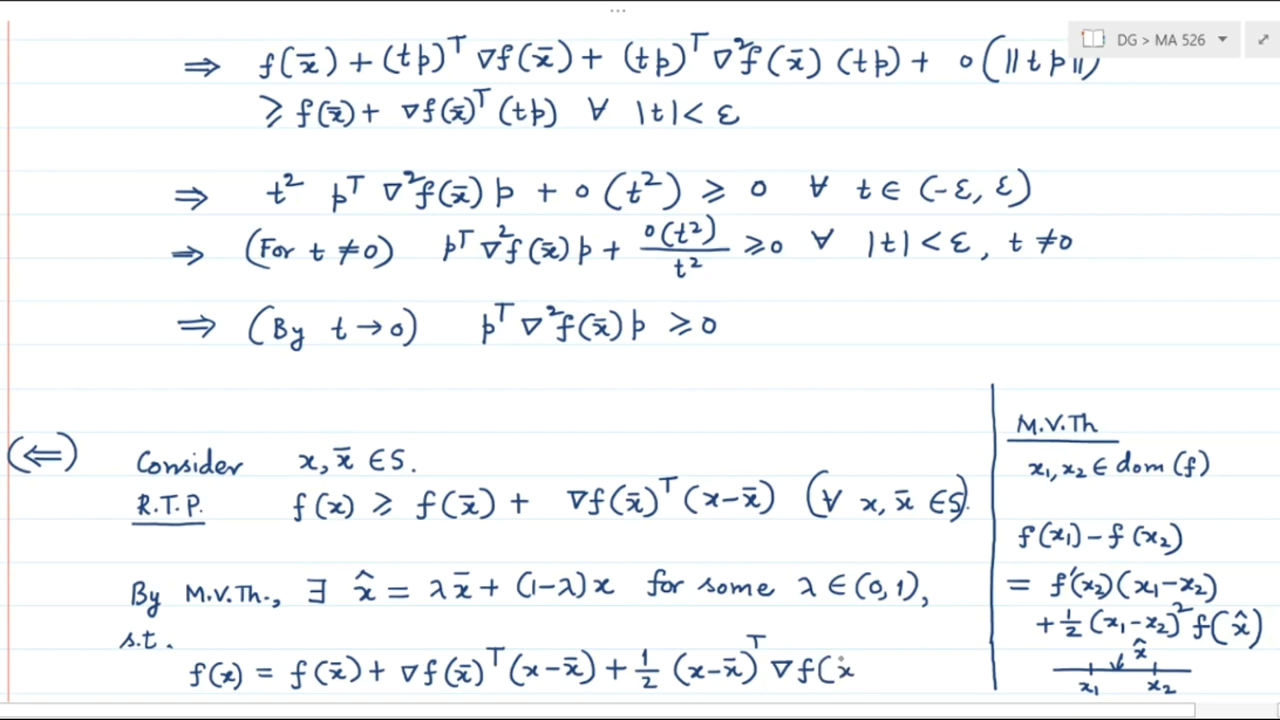 ...
DG > MA 526
⇒ f(x̄) + (tp)ᵀ ∇f(x̄) + (tp)ᵀ ∇²f(x̄) (tp) + o(||tp||)
≥ f(x̄) + ∇f(x̄)ᵀ (tp) ∀ |t| < ε
⇒ t² pᵀ ∇²f(x̄) p + o(t²) ≥ 0 ∀ t ∈ (-ε, ε)
⇒ (For t ≠ 0) pᵀ ∇²f(x̄) p + o(t²)/t² ≥ 0 ∀ |t| < ε, t ≠ 0
⇒ (By t → 0) pᵀ ∇²f(x̄) p ≥ 0
(⇐) Consider x, x̄ ∈ S.
R.T.P. f(x) ≥ f(x̄) + ∇f(x̄)ᵀ (x - x̄) (∀ x, x̄ ∈ S).
By M.V.Th., ∃ x̂ = λx̄ + (1-λ)x for some λ ∈ (0,1),
s.t.
f(x) = f(x̄) + ∇f(x̄)ᵀ (x - x̄) + ½ (x - x̄)ᵀ ∇f(x
M.V.Th
x₁, x₂ ∈ dom(f)
f(x₁) - f(x₂)
= f'(x₂)(x₁ - x₂)
+ ½ (x₁ - x₂)² f(x̂)
x̂
x₁ x₂